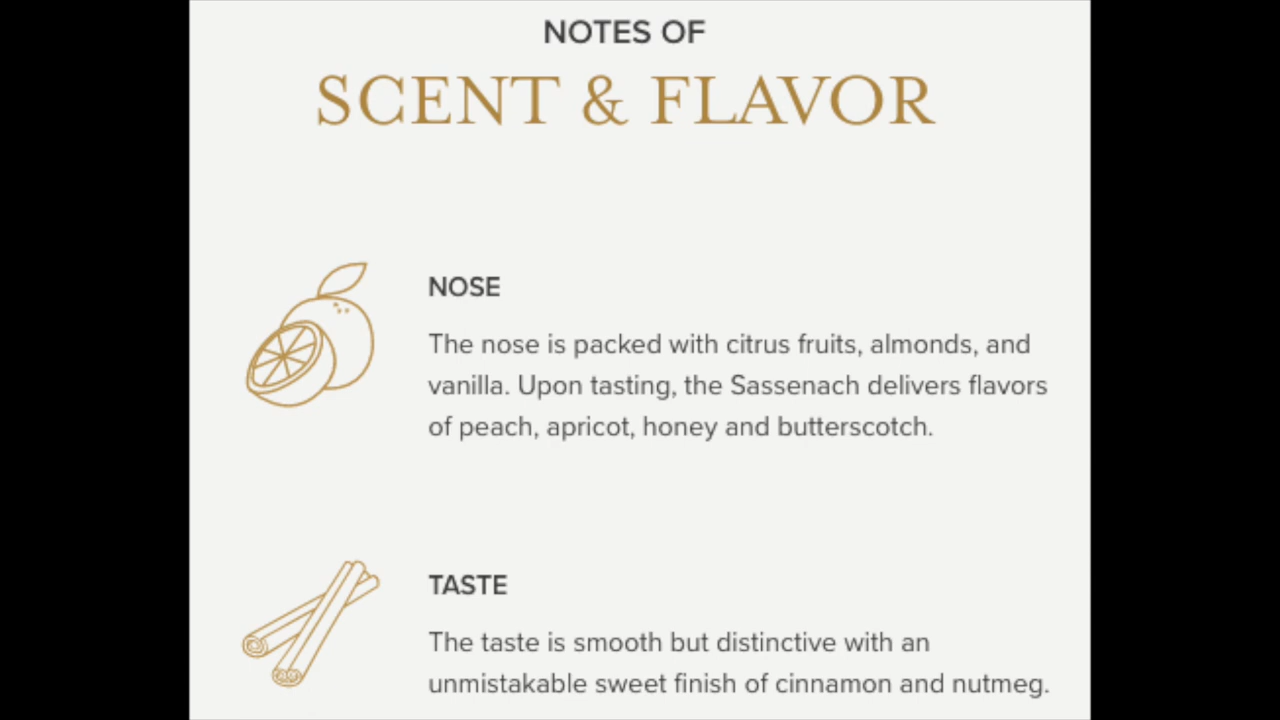 NOTES OF
SCENT & FLAVOR
NOSE
The nose is packed with citrus fruits, almonds, and
vanilla. Upon tasting, the Sassenach delivers flavors
of peach, apricot, honey and butterscotch.
TASTE
The taste is smooth but distinctive with an
unmistakable sweet finish of cinnamon and nutmeg.